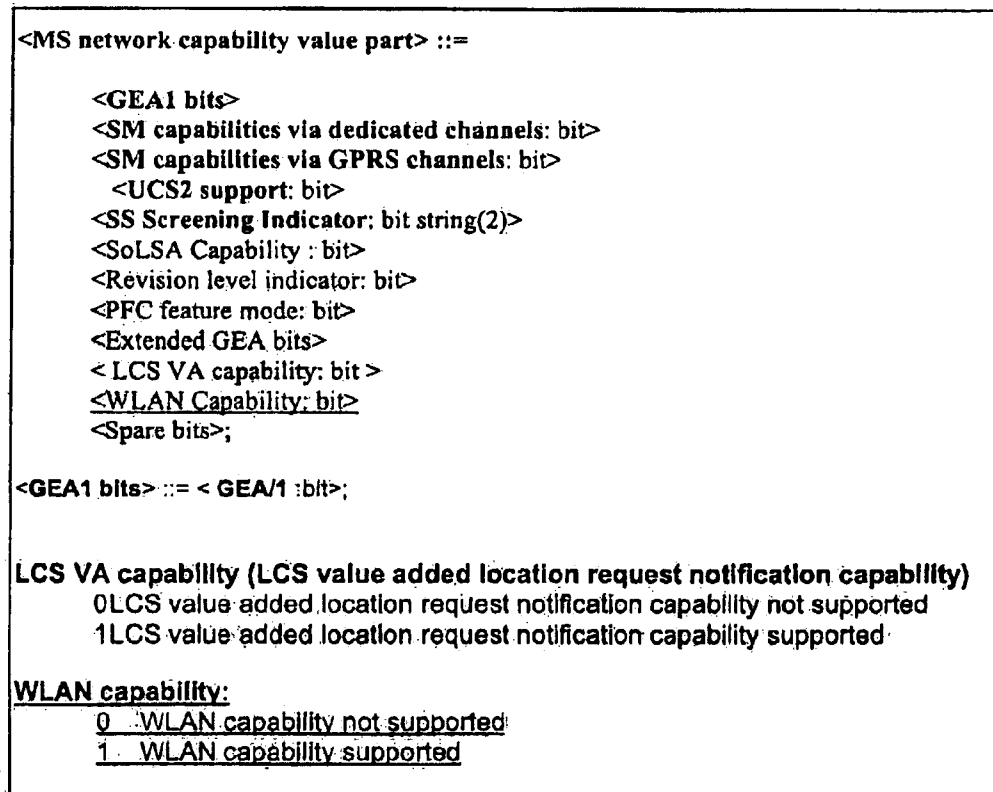 <MS network capability value part> ::=
<GEA1 bits>
<SM capabilities via dedicated channels: bit>
<SM capabilities via GPRS channels: bit>
<UCS2 support: bit>
<SS Screening Indicator: bit string(2)>
<SoLSA Capability : bit>
<Revision level indicator: bit>
<PFC feature mode: bit>
<Extended GEA bits>
< LCS VA capability: bit >
<WLAN Capability: bit>
<Spare bits>;
<GEA1 bits> ::= < GEA/1 :bit>;
LCS VA capability (LCS value added location request notification capability)
0LCS value added location request notification capability not supported
1LCS value added location request notification capability supported
WLAN capability:
0 WLAN capability not supported
1 WLAN capability supported